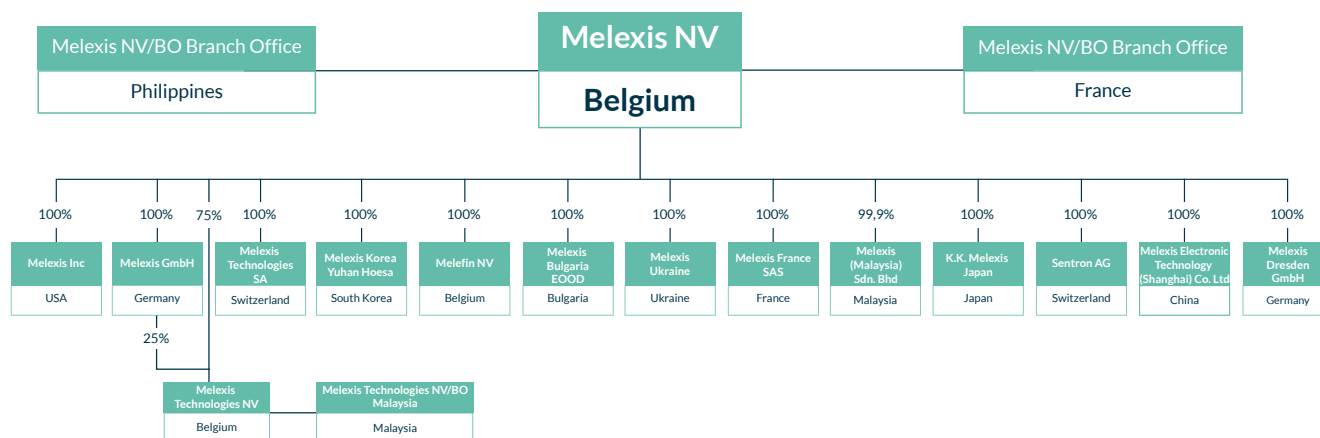 Melexis NV/BO Branch Office
Philippines
Melexis NV
Belgium
Melexis NV/BO Branch Office
France
100%
100%
75%
100%
100%
100%
100%
100%
100%
99,9%
100%
100%
100%
100%
Melexis Inc
USA
Melexis GmbH
Germany
Melexis
Technologies
SA
Switzerland
Melexis Korea
Yuhan Hoesa
South Korea
Melefin NV
Belgium
Melexis
Bulgaria
EOOD
Bulgaria
Melexis
Ukraine
Ukraine
Melexis France
SAS
France
Melexis
(Malaysia)
Sdn. Bhd
Malaysia
K.K. Melexis
Japan
Japan
Sentron AG
Switzerland
Melexis Electronic
Technology
(Shanghai) Co. Ltd
China
Melexis
Dresden
GmbH
Germany
25%
Melexis
Technologies NV
Belgium
Melexis Technologies NV/BO
Malaysia
Malaysia